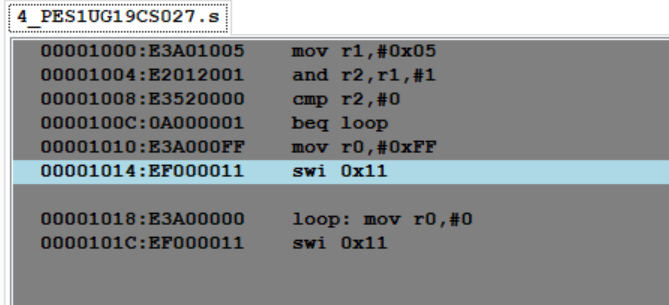 4_PES1UG19CS027.s
00001000:E3A01005 mov r1,#0x05
00001004:E2012001 and r2,r1,#1
00001008:E3520000 cmp r2,#0
0000100C:0A000001 beq loop
00001010:E3A000FF mov r0,#0xFF
00001014:EF000011 swi 0x11
00001018:E3A00000 loop: mov r0,#0
0000101C:EF000011 swi 0x11